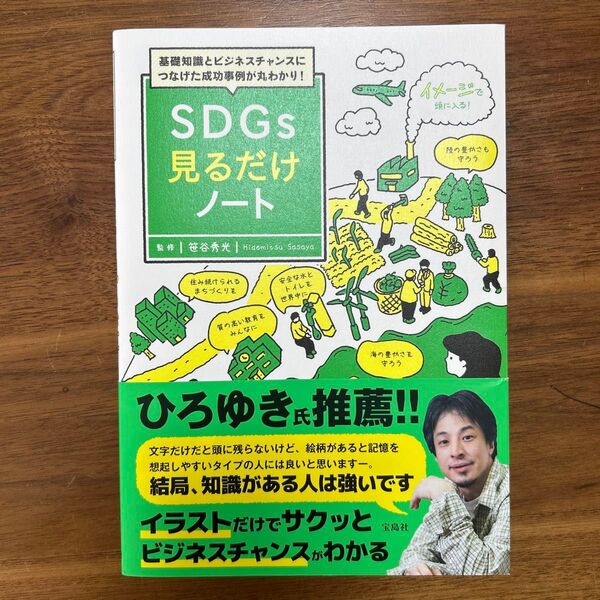 基礎知識とビジネスチャンスに
つなげた成功事例が丸わかり!
SDGs
見るだけ
ノート
監修 笹谷秀光 Hidemitsu Sasaya
イメージで
頭に入る!
陸の豊かさも
守ろう
住み続けられる
まちづくりを
安全な水と
トイレを
世界中に
質の高い教育を
みんなに
海の豊かさを
守ろう
ひろゆき氏推薦!!
文字だけだと頭に残らないけど、絵柄があると記憶を
想起しやすいタイプの人には良いと思いますー。
結局、知識がある人は強いです
イラストだけでサクッと
ビジネスチャンスがわかる
宝島社